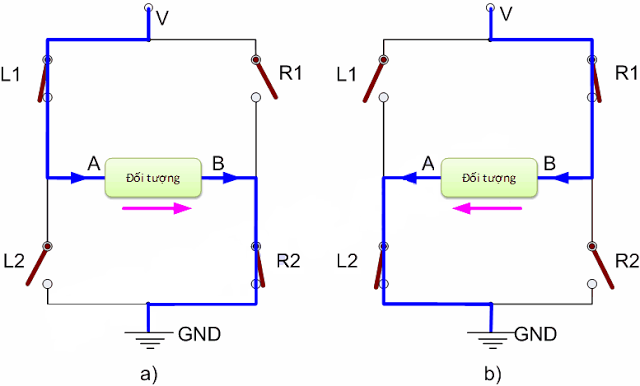 V
L1
R1
A
Đối tượng
B
L2
R2
GND
a)
V
L1
R1
A
Đối tượng
B
L2
R2
GND
b)